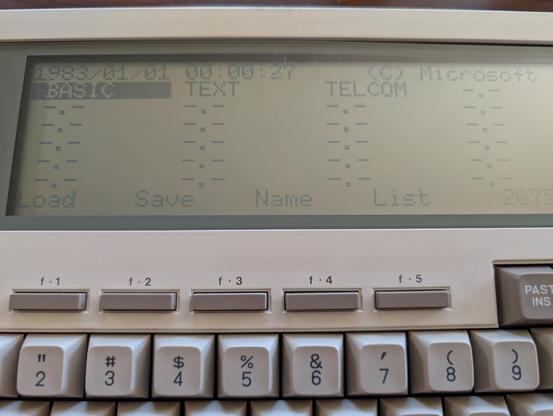 1983/01/01 00:00:27 (C) Microsoft
BASIC TEXT TELCOM -.-
-.- -.- -.- -.-
-.- -.- -.- -.-
-.- -.- -.- -.-
-.- -.- -.- -.-
-.- -.- -.- -.-
Load Save Name List
f·1 f·2 f·3 f·4 f·5
PAST
INS
" # $ % & ' ( )
2 3 4 5 6 7 8 9